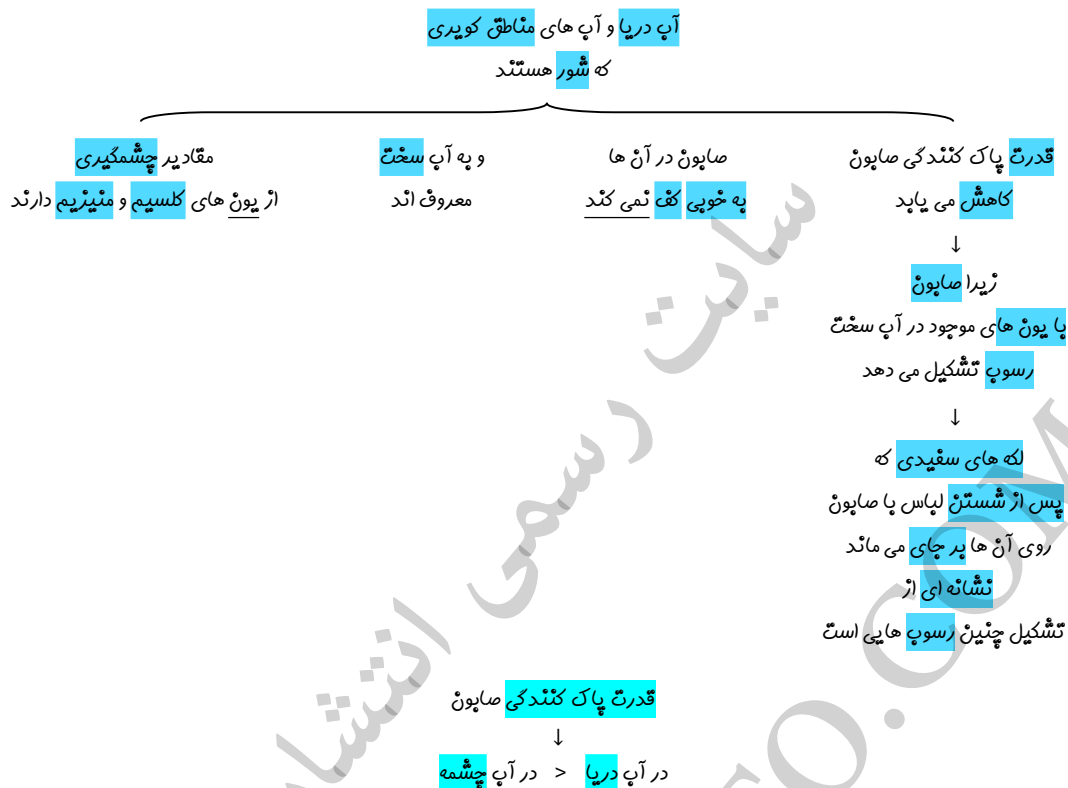 آب دریا و آب های مناطق کویری
که شور هستند
قدرت پاک کنندگی صابون
کاهش می یابد
↓
زیرا صابون
با یون های موجود در آب سخت
رسوب تشکیل می دهد
↓
لکه های سفیدی که
پس از شستن لباس با صابون
روی آن ها بر جای می ماند
نشانه ای از
تشکیل چنین رسوب هایی است
صابون در آن ها
به خوبی کف نمی کند
و به آب سخت
معروف اند
مقادیر چشمگیری
از یون های کلسیم و منیزیم دارند
قدرت پاک کنندگی صابون
↓
در آب دریا < در آب چشمه
سایت رسمی